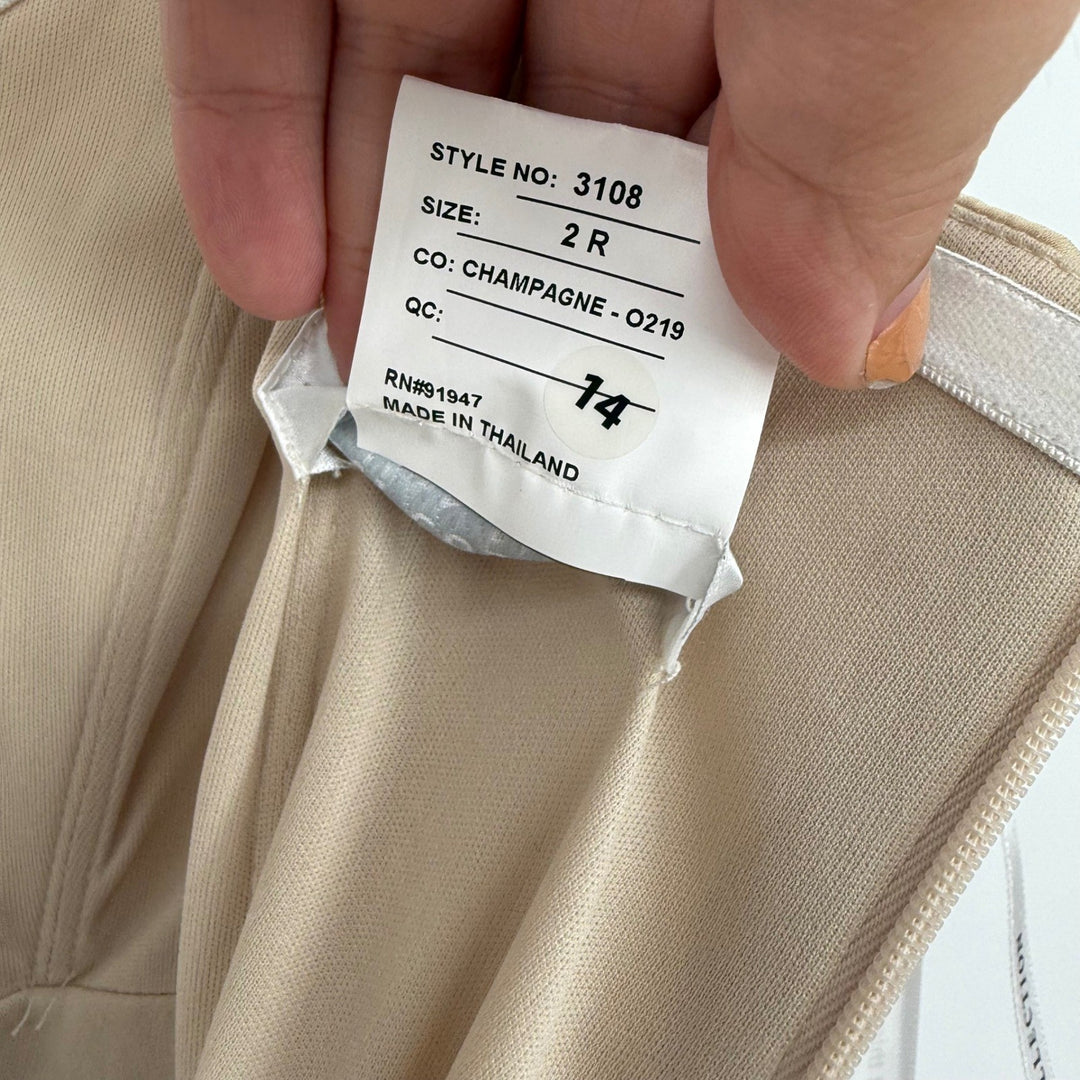 STYLE NO: 3108
SIZE: 2 R
CO: CHAMPAGNE - O219
QC:
14
RN#91947
MADE IN THAILAND